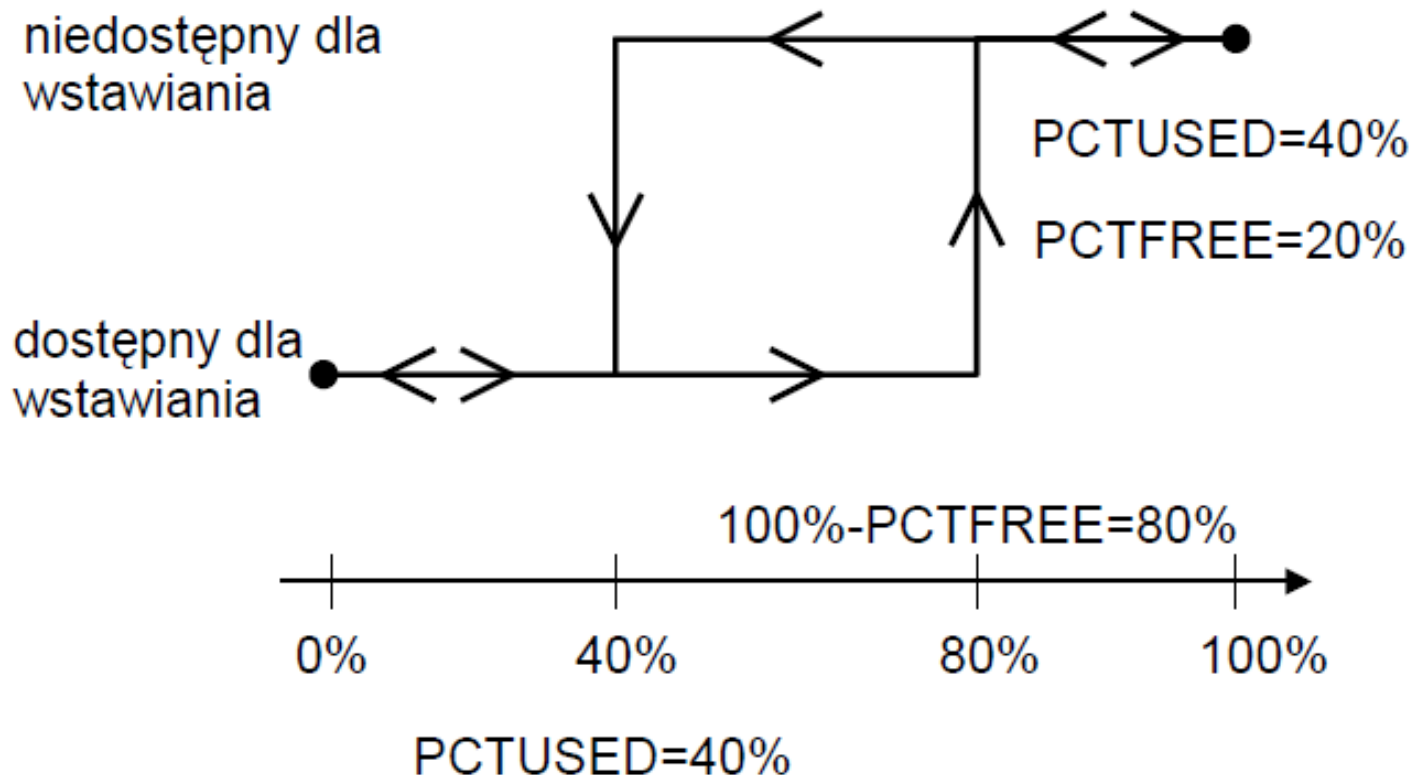 niedostępny dla
wstawiania
PCTUSED=40%
PCTFREE=20%
dostępny dla
wstawiania
100%-PCTFREE=80%
0%
40%
80%
100%
PCTUSED=40%